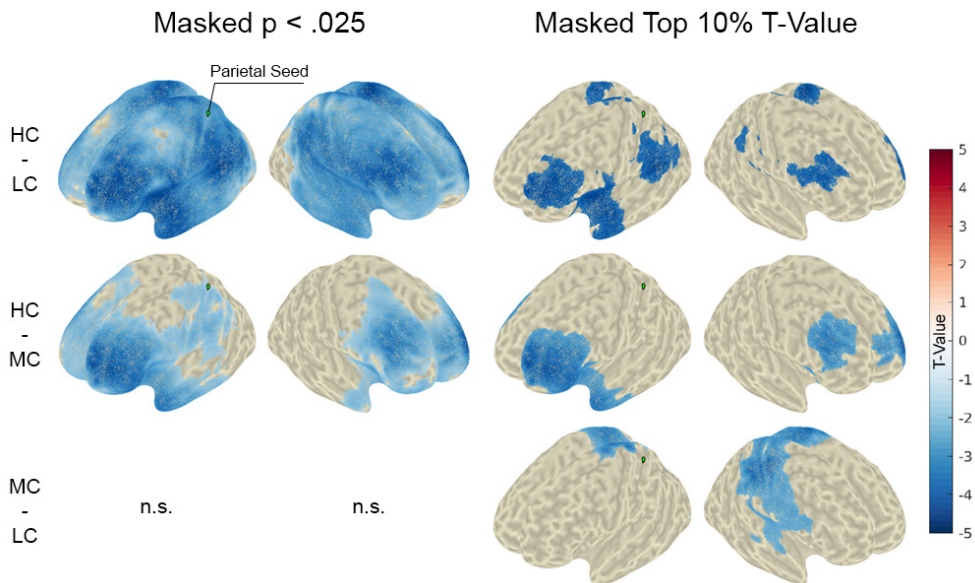 Masked p < .025
Masked Top 10% T-Value
Parietal Seed
HC
-
LC
HC
-
MC
MC
-
LC
n.s.
n.s.
5
4
3
2
1
0
-1
-2
-3
-4
-5
T-Value